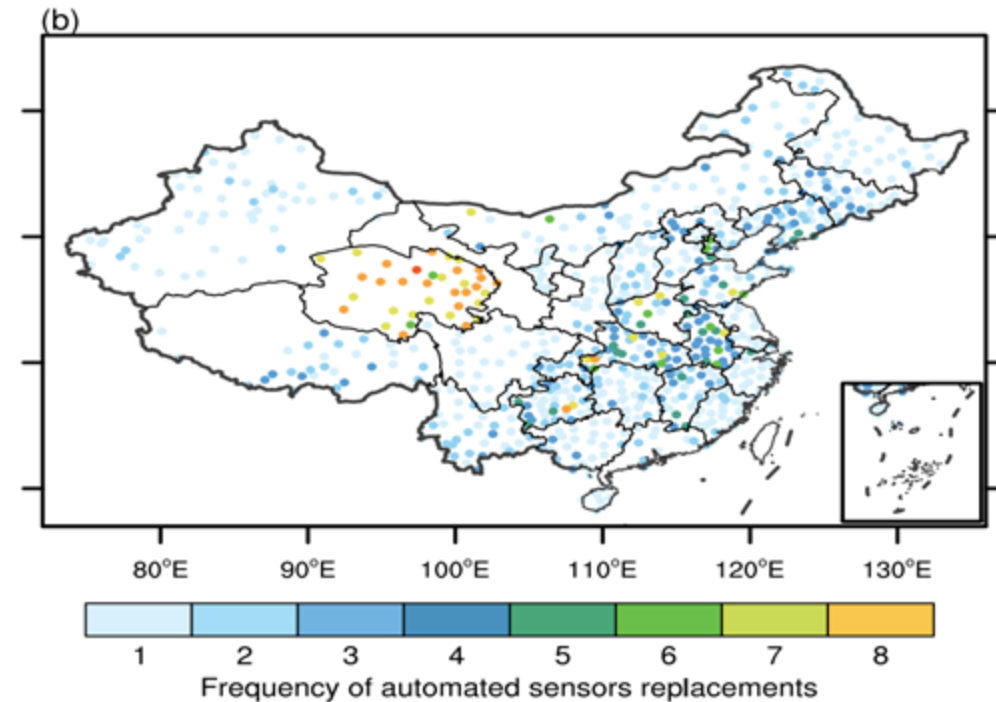 (b)
80°E 90°E 100°E 110°E 120°E 130°E
1 2 3 4 5 6 7 8
Frequency of automated sensors replacements